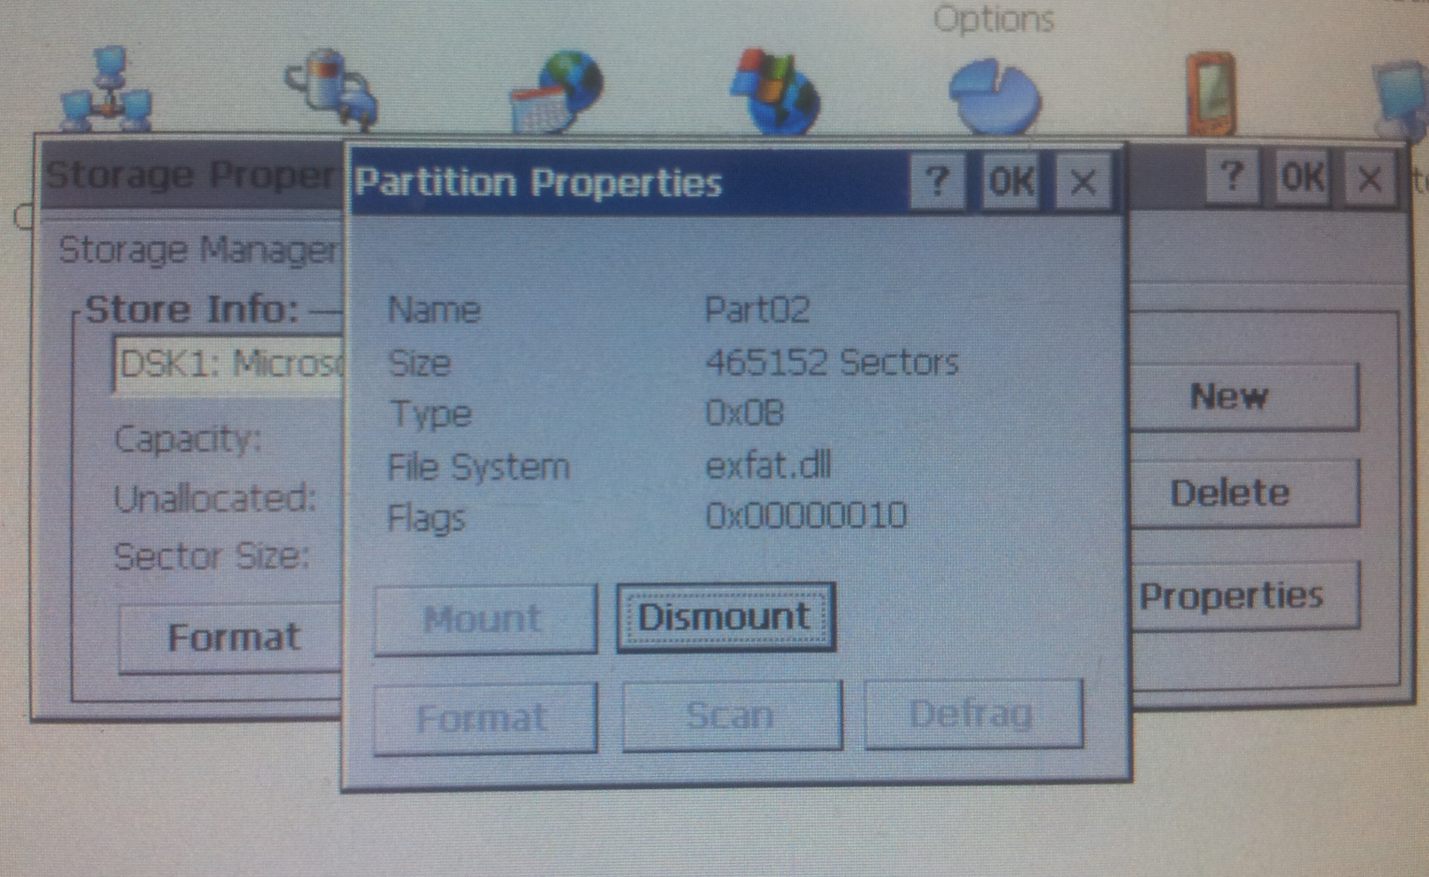 Options
Storage Proper
? OK ×
Partition Properties ? OK ×
Storage Manager
Store Info:
DSK1: Microso
Capacity:
Unallocated:
Sector Size:
Format
Name Part02
Size 465152 Sectors
Type 0x0B
File System exfat.dll
Flags 0x00000010
Mount Dismount
Format Scan Defrag
New
Delete
Properties